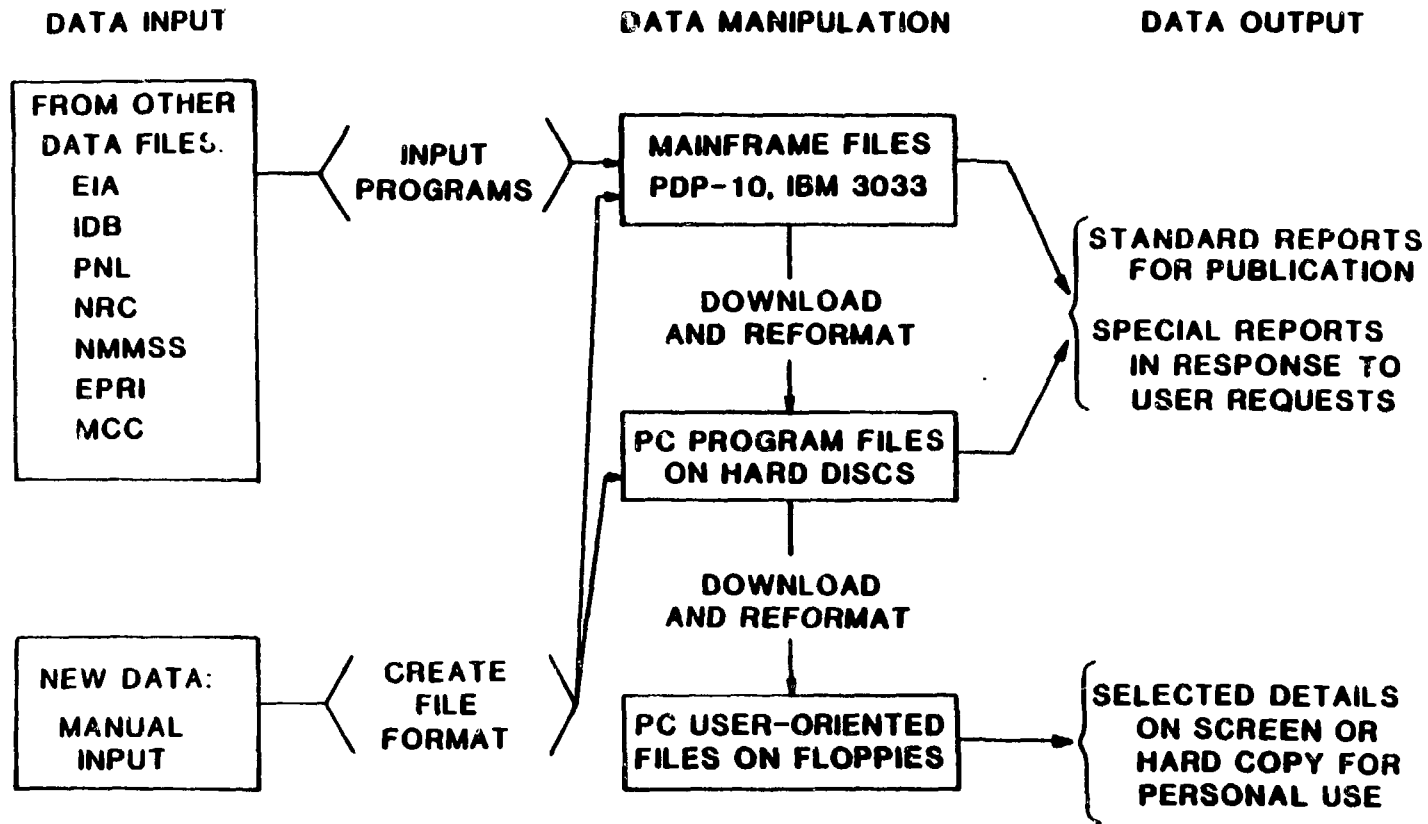 DATA INPUT
DATA MANIPULATION
DATA OUTPUT
FROM OTHER
DATA FILES.
EIA
IDB
PNL
NRC
NMMSS
EPRI
MCC
INPUT
PROGRAMS
MAINFRAME FILES
PDP-10, IBM 3033
DOWNLOAD
AND REFORMAT
PC PROGRAM FILES
ON HARD DISCS
STANDARD REPORTS
FOR PUBLICATION
SPECIAL REPORTS
IN RESPONSE TO
USER REQUESTS
NEW DATA:
MANUAL
INPUT
CREATE
FILE
FORMAT
DOWNLOAD
AND REFORMAT
PC USER-ORIENTED
FILES ON FLOPPIES
SELECTED DETAILS
ON SCREEN OR
HARD COPY FOR
PERSONAL USE